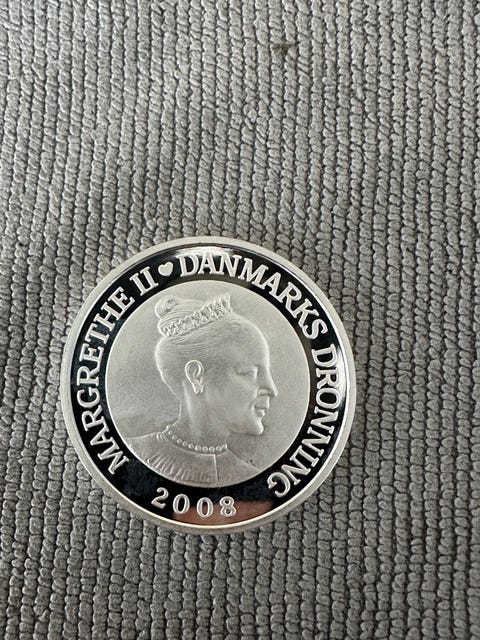 MARGRETHE II ♥ DANMARKS DRONNING
2008